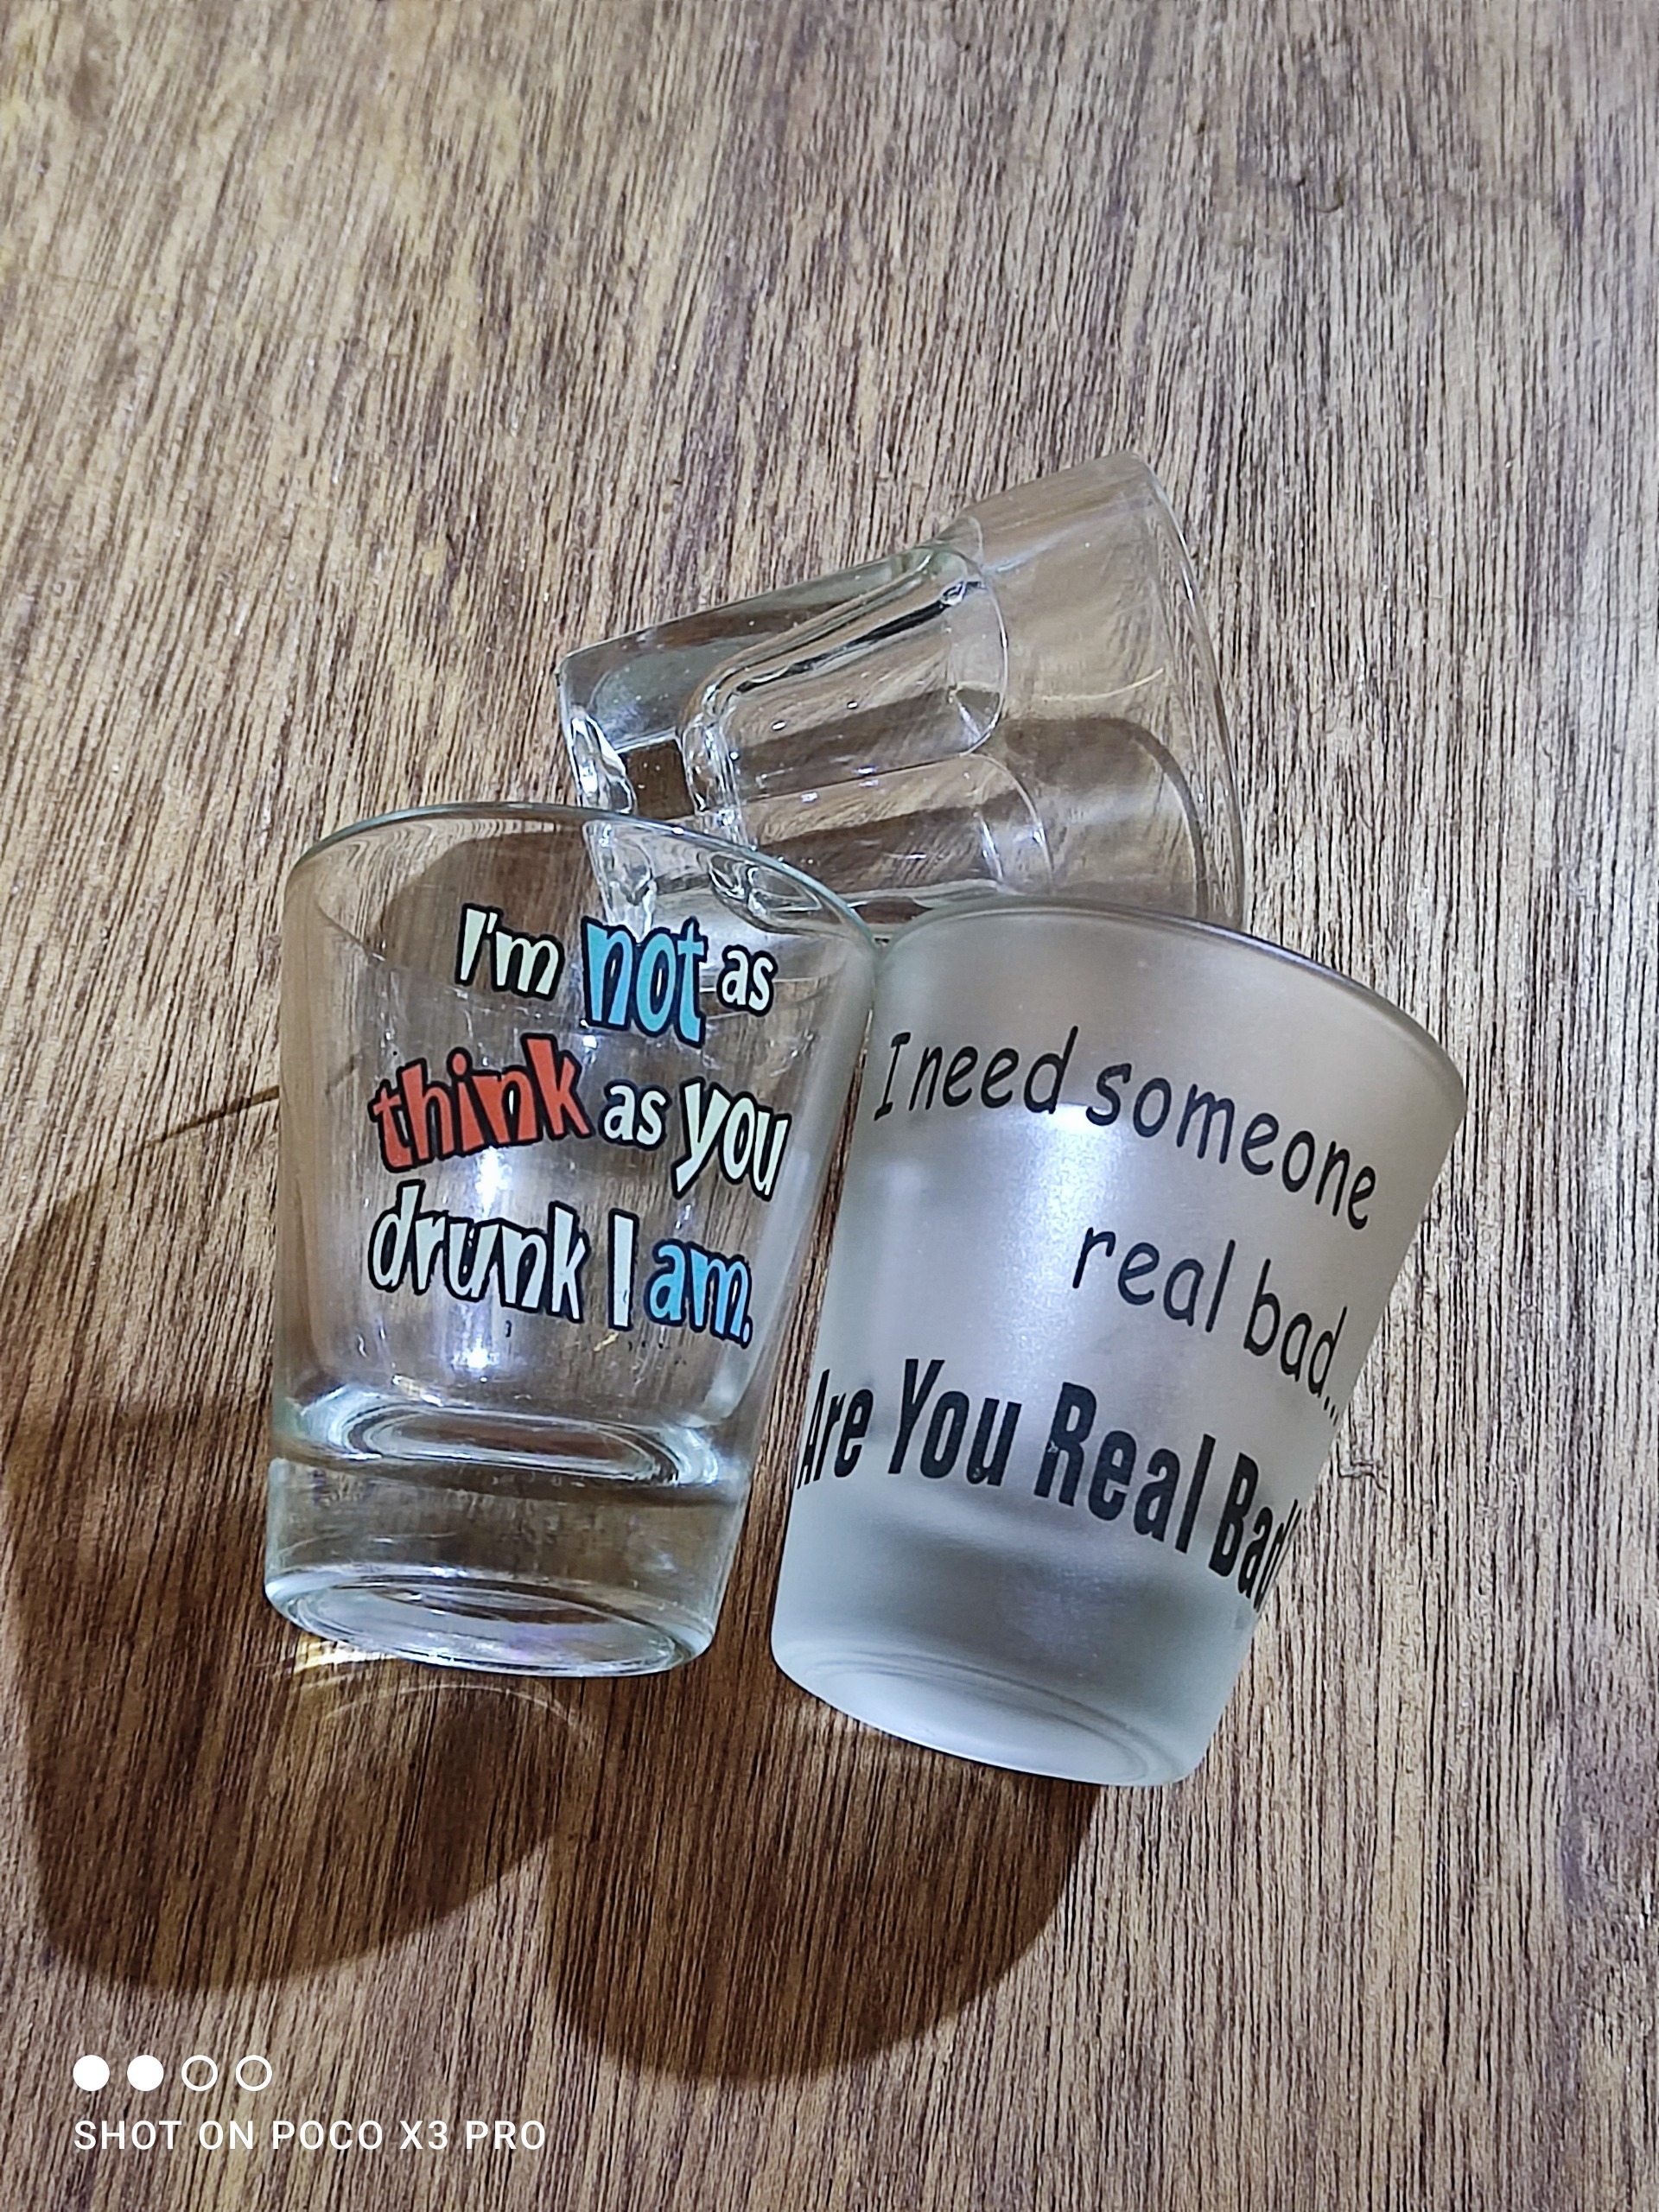 I'm not as
think as you
drunk I am.
I need someone
real bad...
Are You Real Bad
SHOT ON POCO X3 PRO